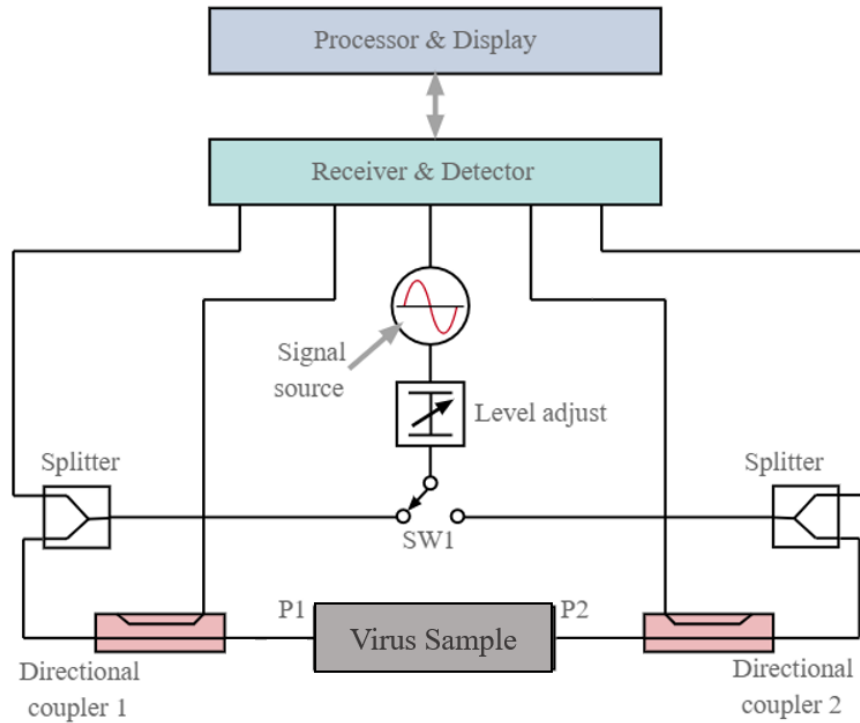 Processor & Display
Receiver & Detector
Signal
source
Level adjust
Splitter
Splitter
SW1
P1
Virus Sample
P2
Directional
coupler 1
Directional
coupler 2